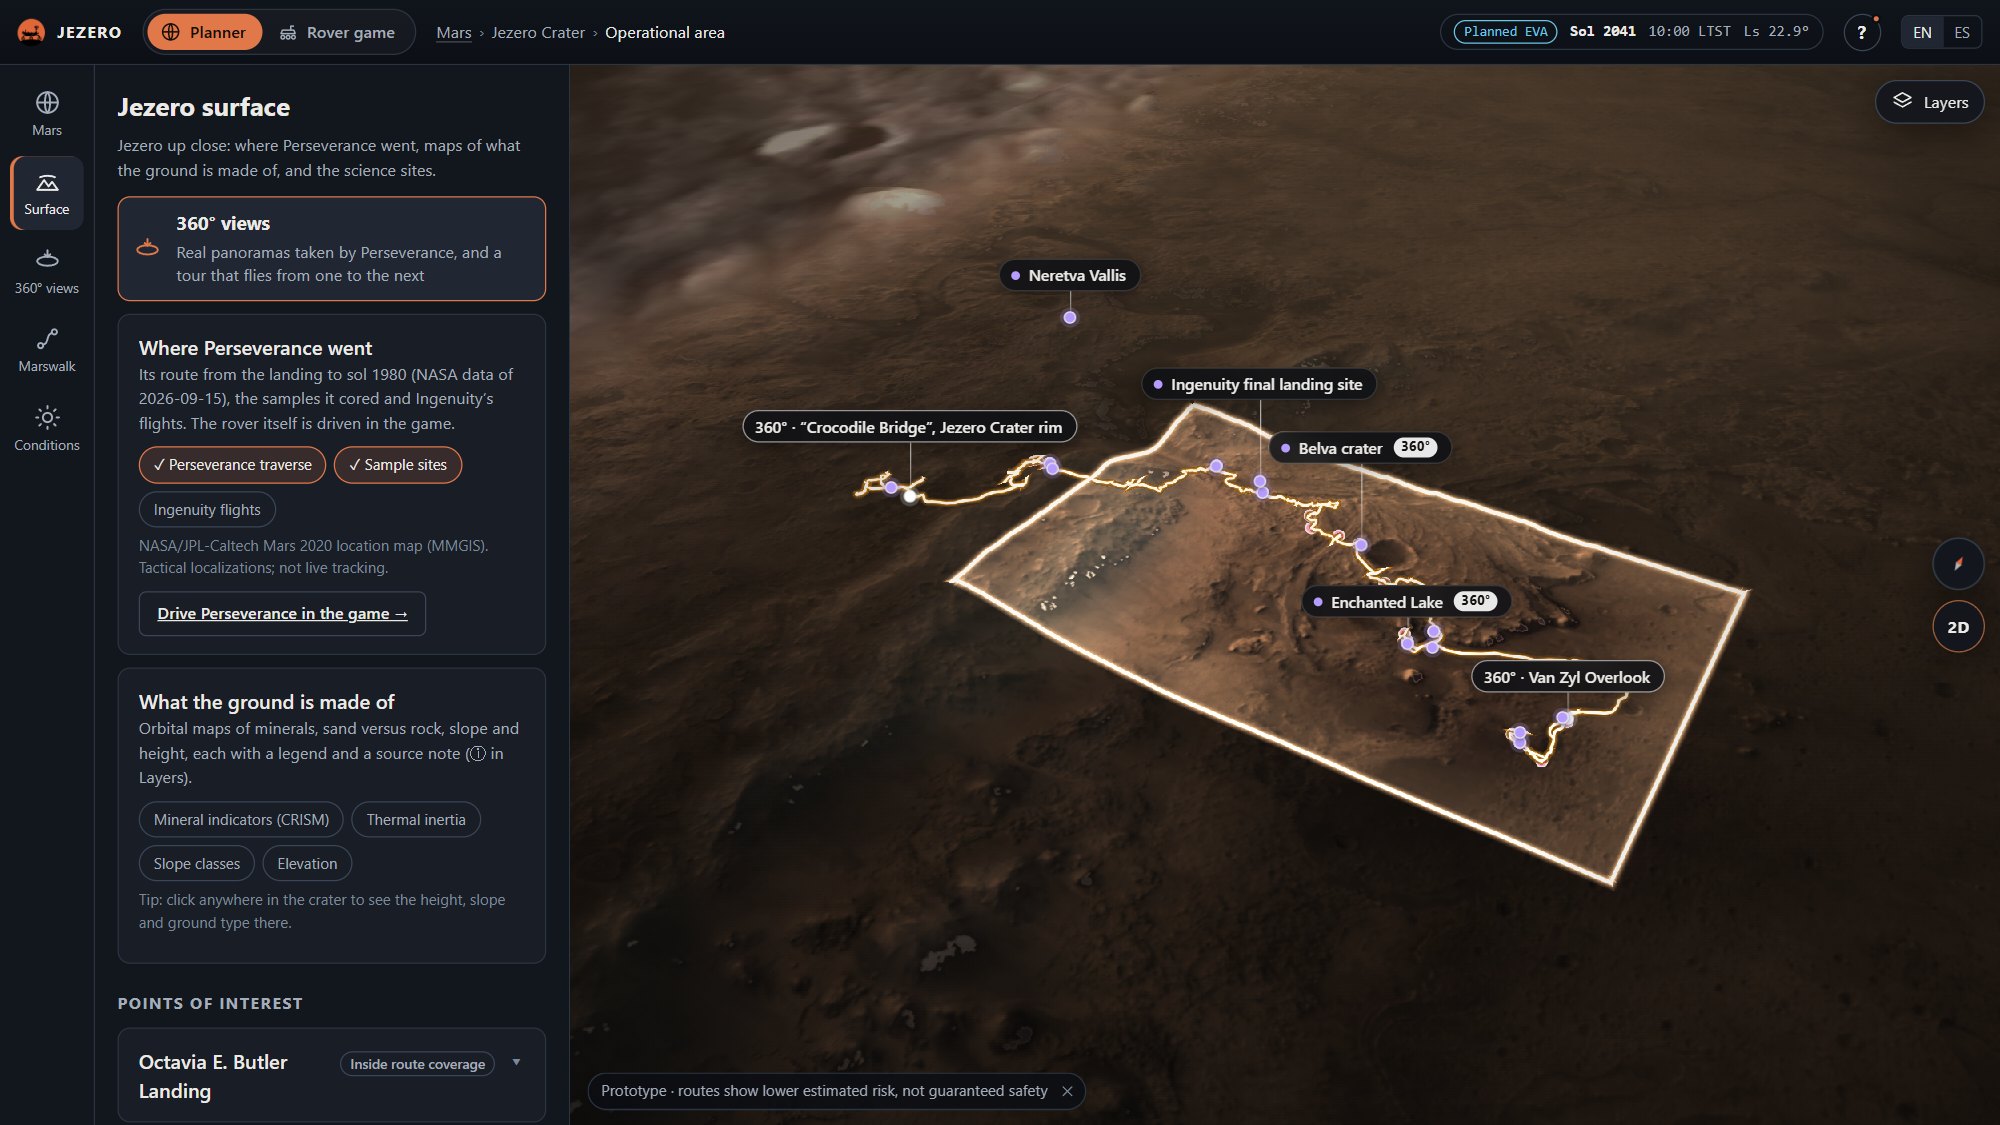 JEZERO
Planner
Rover game
Mars › Jezero Crater › Operational area
Planned EVA Sol 2041 10:00 LTST Ls 22.9°
?
EN ES
Mars
Surface
360° views
Marswalk
Conditions
Jezero surface
Jezero up close: where Perseverance went, maps of what
the ground is made of, and the science sites.
360° views
Real panoramas taken by Perseverance, and a
tour that flies from one to the next
Where Perseverance went
Its route from the landing to sol 1980 (NASA data of
2026-09-15), the samples it cored and Ingenuity’s
flights. The rover itself is driven in the game.
✓ Perseverance traverse
✓ Sample sites
Ingenuity flights
NASA/JPL-Caltech Mars 2020 location map (MMGIS).
Tactical localizations; not live tracking.
Drive Perseverance in the game →
What the ground is made of
Orbital maps of minerals, sand versus rock, slope and
height, each with a legend and a source note (ⓘ in
Layers).
Mineral indicators (CRISM)
Thermal inertia
Slope classes
Elevation
Tip: click anywhere in the crater to see the height, slope
and ground type there.
POINTS OF INTEREST
Octavia E. Butler
Landing
Inside route coverage
Layers
Neretva Vallis
Ingenuity final landing site
360° · “Crocodile Bridge”, Jezero Crater rim
Belva crater 360°
Enchanted Lake 360°
360° · Van Zyl Overlook
2D
Prototype · routes show lower estimated risk, not guaranteed safety